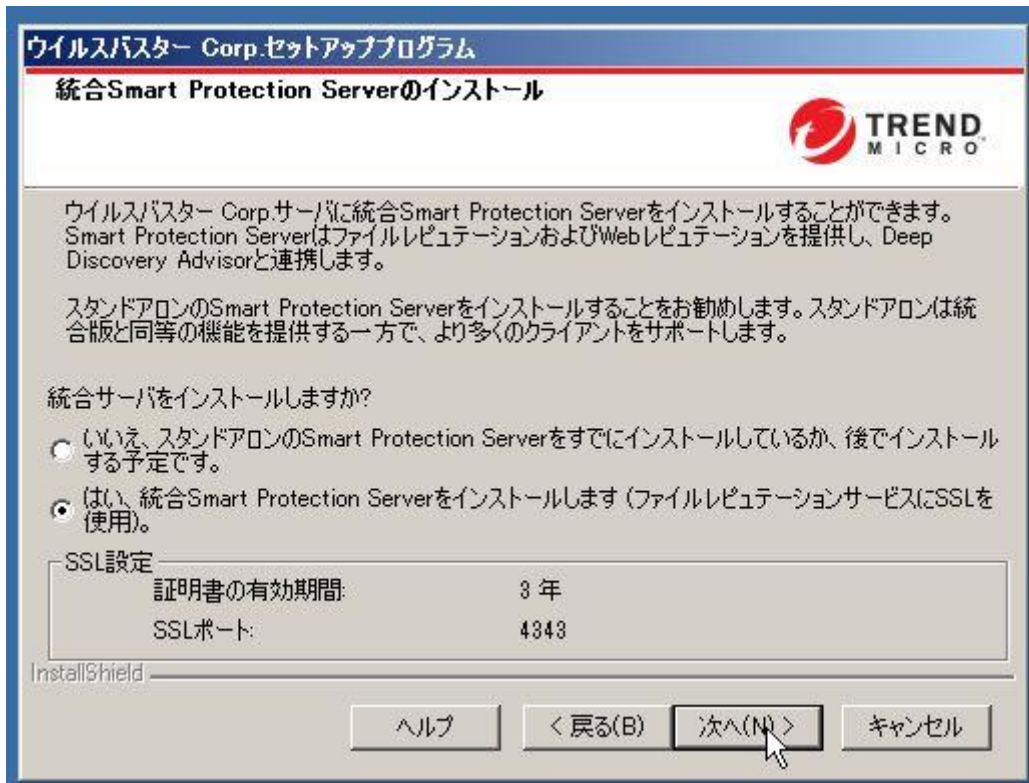 ウイルスバスター Corp.セットアッププログラム
統合Smart Protection Serverのインストール
TREND
MICRO
ウイルスバスター Corp.サーバに統合Smart Protection Serverをインストールすることができます。
Smart Protection ServerはファイルレピュテーションおよびWebレピュテーションを提供し、Deep
Discovery Advisorと連携します。
スタンドアロンのSmart Protection Serverをインストールすることをお勧めします。スタンドアロンは統
合版と同等の機能を提供する一方で、より多くのクライアントをサポートします。
統合サーバをインストールしますか?
いいえ、スタンドアロンのSmart Protection Serverをすでにインストールしているか、後でインストール
する予定です。
はい、統合Smart Protection Serverをインストールします (ファイルレピュテーションサービスにSSLを
使用)。
SSL設定
証明書の有効期間: 3 年
SSLポート: 4343
InstallShield
ヘルプ < 戻る(B) 次へ(N) > キャンセル